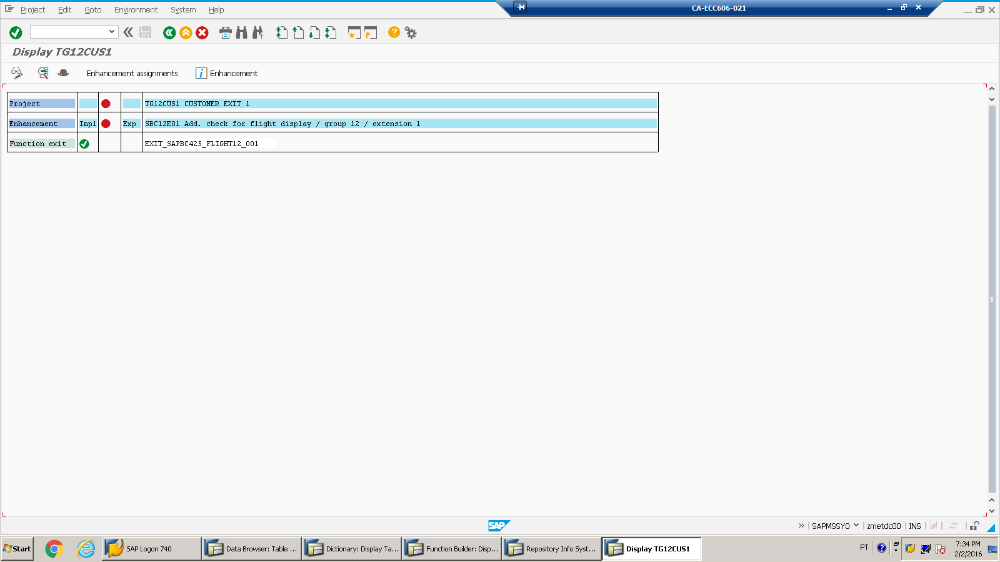 Project Edit Goto Environment System Help
CA-ECC606-021
Display TG12CUS1
Enhancement assignments Enhancement
Project TG12CUS1 CUSTOMER EXIT 1
Enhancement Impl Exp SBC12E01 Add. check for flight display / group 12 / extension 1
Function exit EXIT_SAPBC425_FLIGHT12_001
SAP
SAPMSSY0 zmetdc00 INS
Start SAP Logon 740 Data Browser: Table ... Dictionary: Display Ta... Function Builder: Disp... Repository Info Syst... Display TG12CUS1 PT 7:34 PM
2/2/2016